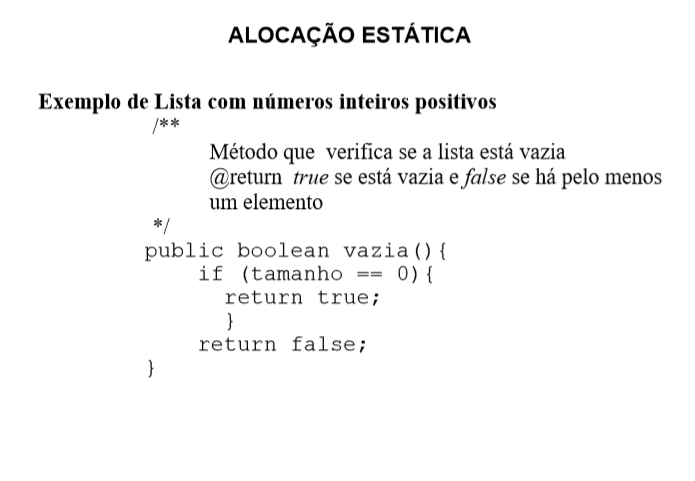 ALOCAÇÃO ESTÁTICA
Exemplo de Lista com números inteiros positivos
/**
Método que verifica se a lista está vazia
@return true se está vazia e false se há pelo menos
um elemento
*/
public boolean vazia(){
if (tamanho == 0){
return true;
}
return false;
}